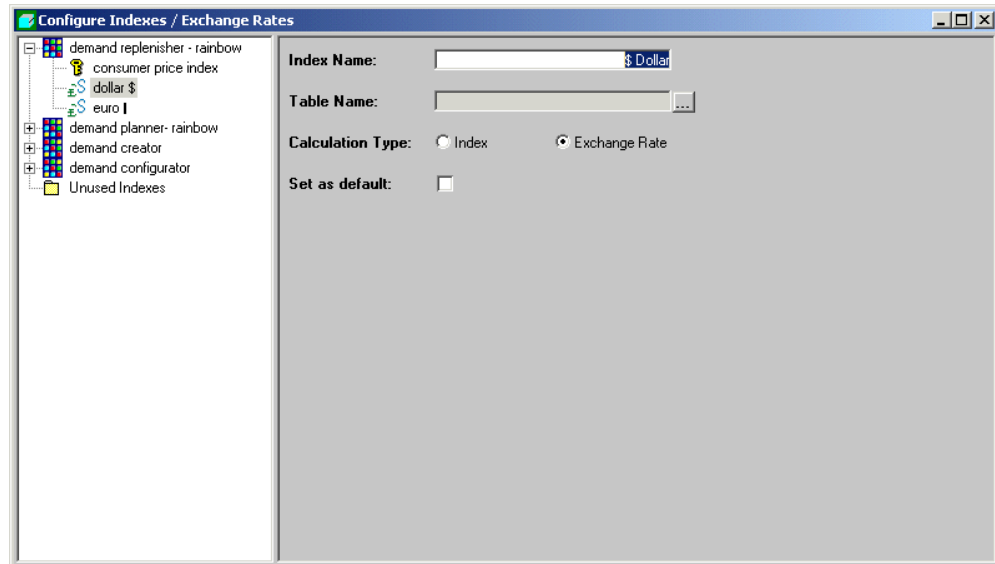 Configure Indexes / Exchange Rates
demand replenisher - rainbow
consumer price index
dollar $
euro
demand planner- rainbow
demand creator
demand configurator
Unused Indexes
Index Name: $ Dollar
Table Name: ...
Calculation Type: Index Exchange Rate
Set as default: